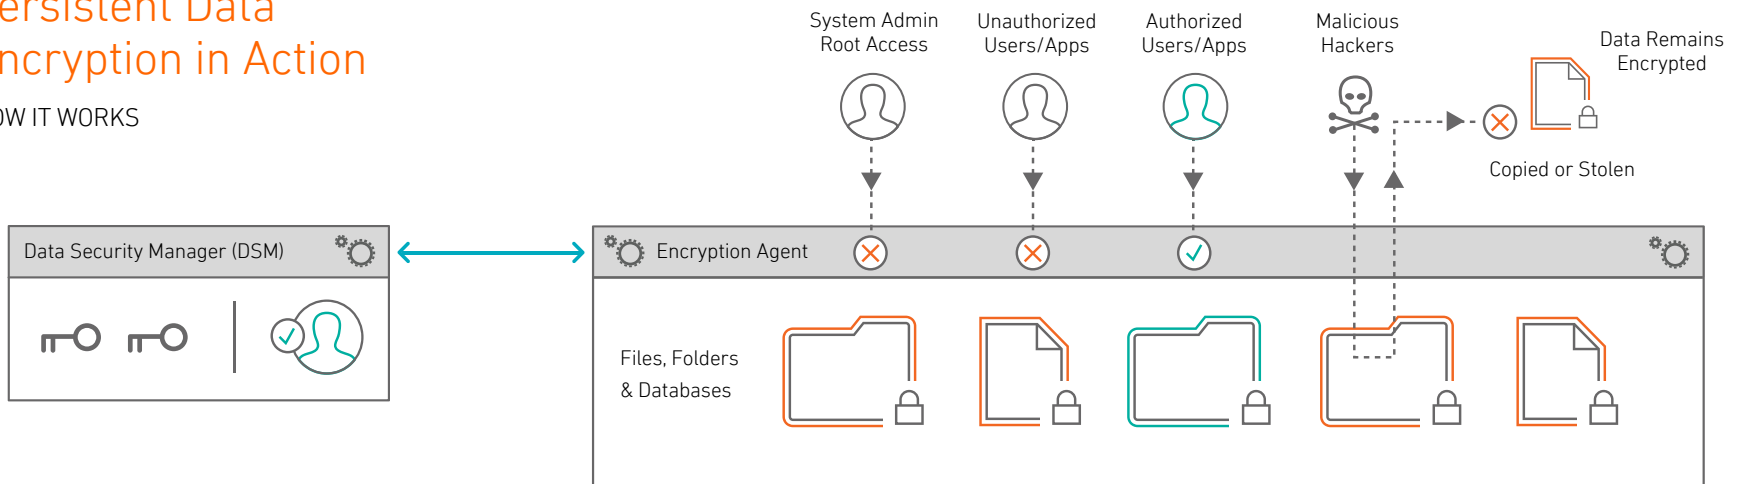 ersistent Data
ncryption in Action
OW IT WORKS
System Admin
Root Access
Unauthorized
Users/Apps
Authorized
Users/Apps
Malicious
Hackers
Data Remains
Encrypted
Copied or Stolen
Data Security Manager (DSM)
Encryption Agent
Files, Folders
& Databases